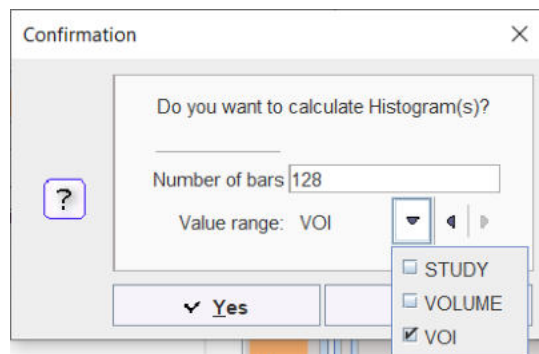 Confirmation
Do you want to calculate Histogram(s)?
Number of bars 128
Value range: VOI
STUDY
VOLUME
VOI
Yes